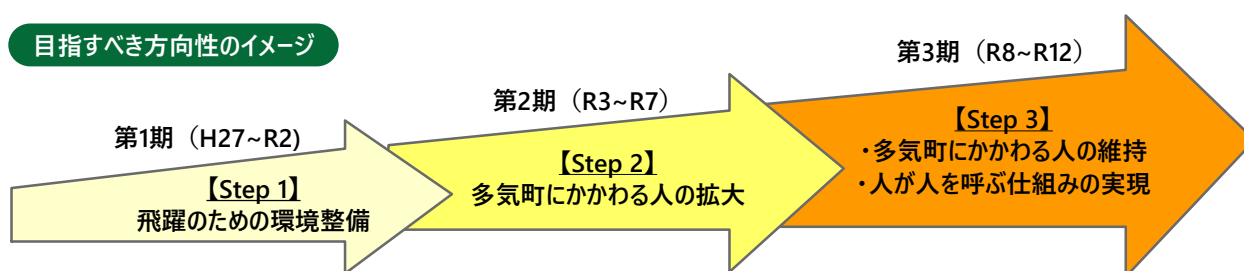 目指すべき方向性のイメージ
第1期（H27~R2)
【Step 1】
飛躍のための環境整備
第2期（R3~R7）
【Step 2】
多気町にかかわる人の拡大
第3期（R8~R12）
【Step 3】
・多気町にかかわる人の維持
・人が人を呼ぶ仕組みの実現